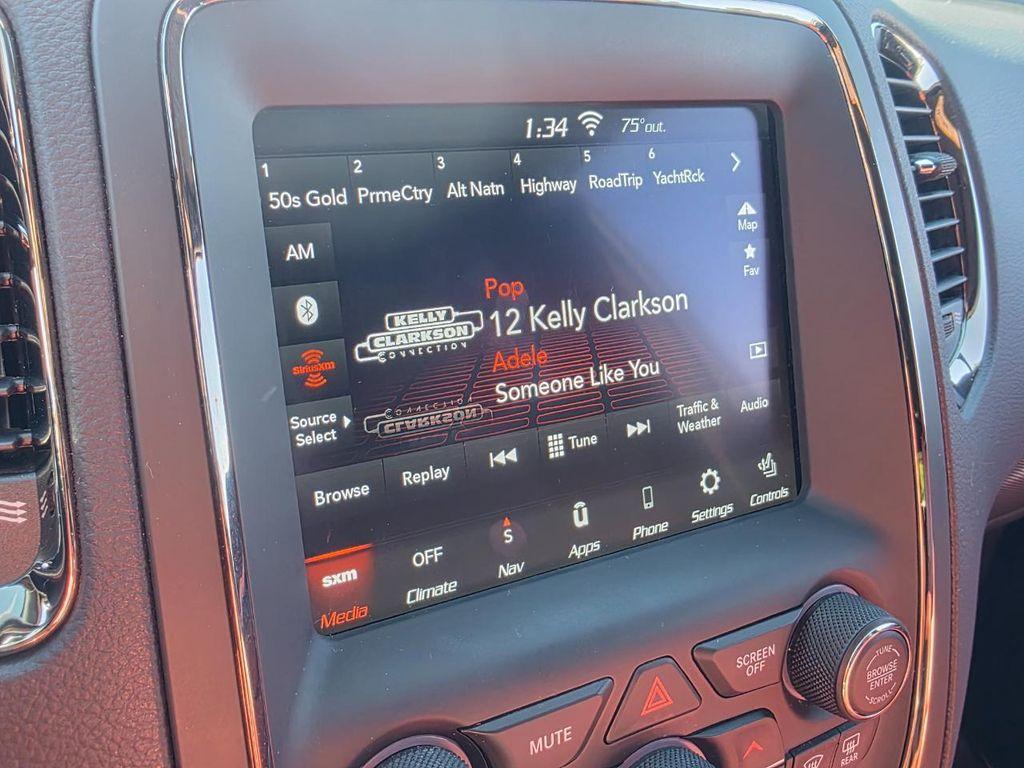 1:34 75° out.
1 2 3 4 5 6
50s Gold PrmeCtry Alt Natn Highway RoadTrip YachtRck
Map
Fav
AM
Pop
12 Kelly Clarkson
KELLY
CLARKSON
CONNECTION
Adele
Someone Like You
SiriusXm
CONNECTION
CLARKSON
Source
Select
Browse Replay Tune Traffic &
Weather Audio
sxm OFF S û
Media Climate Nav Apps Phone Settings Controls
SCREEN
OFF
TUNE
BROWSE
ENTER
SCROLL
MUTE
REAR